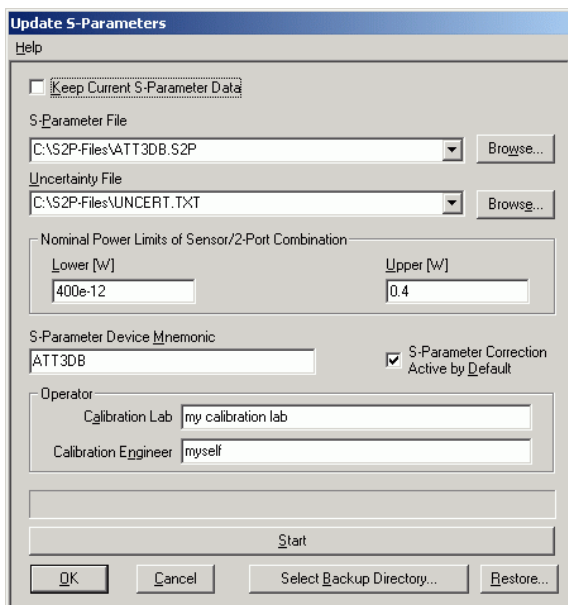 Update S-Parameters
Help
Keep Current S-Parameter Data
S-Parameter File
C:\S2P-Files\ATT3DB.S2P
Browse...
Uncertainty File
C:\S2P-Files\UNCERT.TXT
Browse...
Nominal Power Limits of Sensor/2-Port Combination
Lower [W]
Upper [W]
400e-12
0.4
S-Parameter Device Mnemonic
ATT3DB
S-Parameter Correction
Active by Default
Operator
Calibration Lab
my calibration lab
Calibration Engineer
myself
Start
OK
Cancel
Select Backup Directory...
Restore...